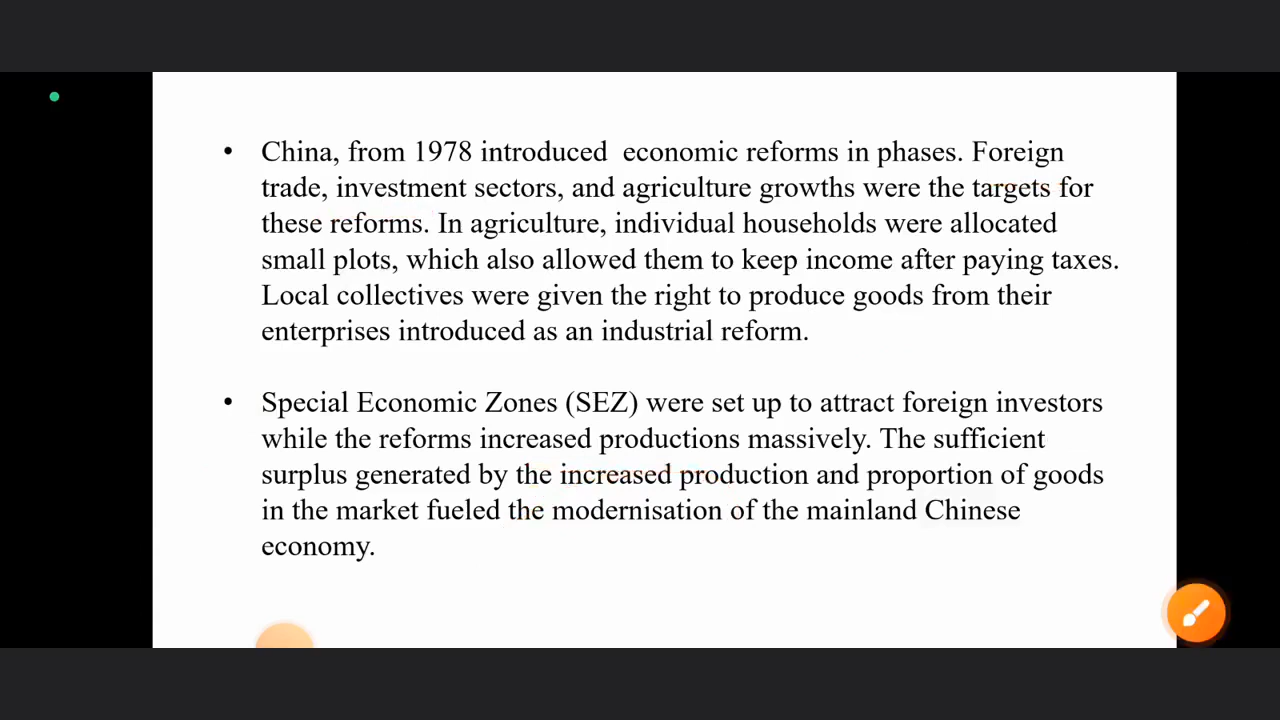 • China, from 1978 introduced  economic reforms in phases. Foreign
trade, investment sectors, and agriculture growths were the targets for
these reforms. In agriculture, individual households were allocated
small plots, which also allowed them to keep income after paying taxes.
Local collectives were given the right to produce goods from their
enterprises introduced as an industrial reform.
• Special Economic Zones (SEZ) were set up to attract foreign investors
while the reforms increased productions massively. The sufficient
surplus generated by the increased production and proportion of goods
in the market fueled the modernisation of the mainland Chinese
economy.